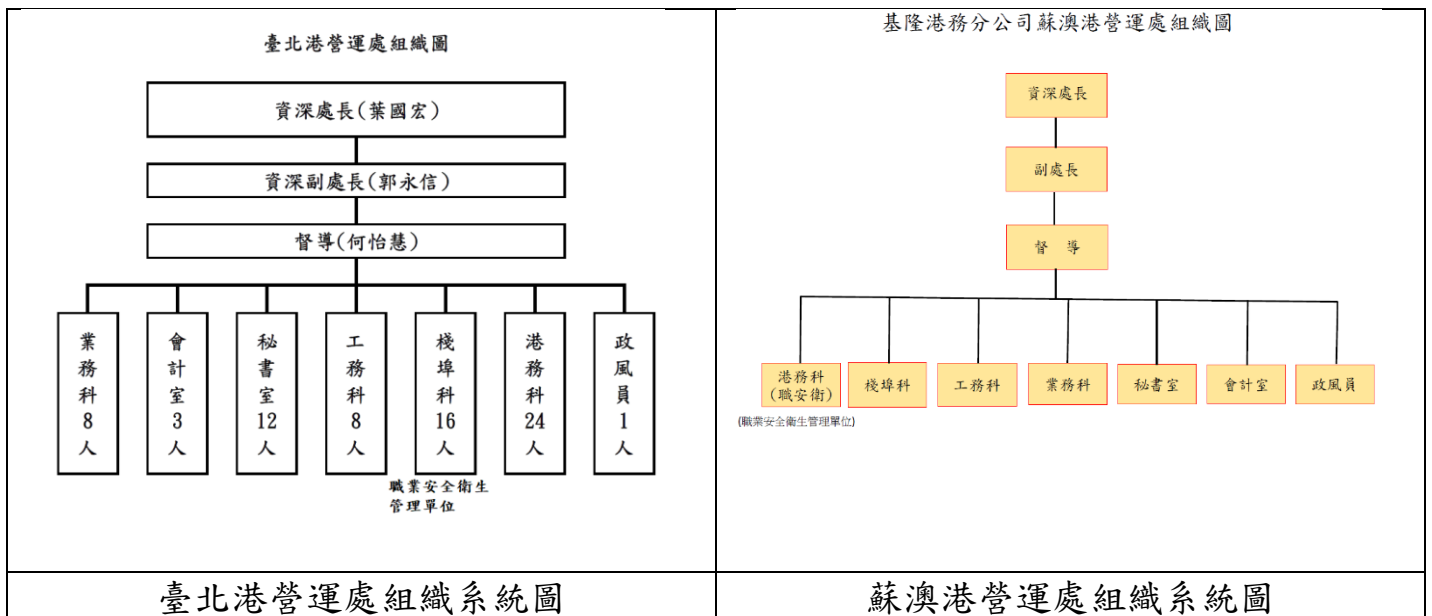 臺北港營運處組織圖
資深處長(葉國宏)
資深副處長(郭永信)
督導(何怡慧)
業務科8人
會計室3人
秘書室12人
工務科8人
棧埠科16人
港務科24人
政風員1人
職業安全衛生
管理單位
臺北港營運處組織系統圖
基隆港務分公司蘇澳港營運處組織圖
資深處長
副處長
督 導
港務科
(職安衛)
棧埠科
工務科
業務科
秘書室
會計室
政風員
(職業安全衛生管理單位)
蘇澳港營運處組織系統圖